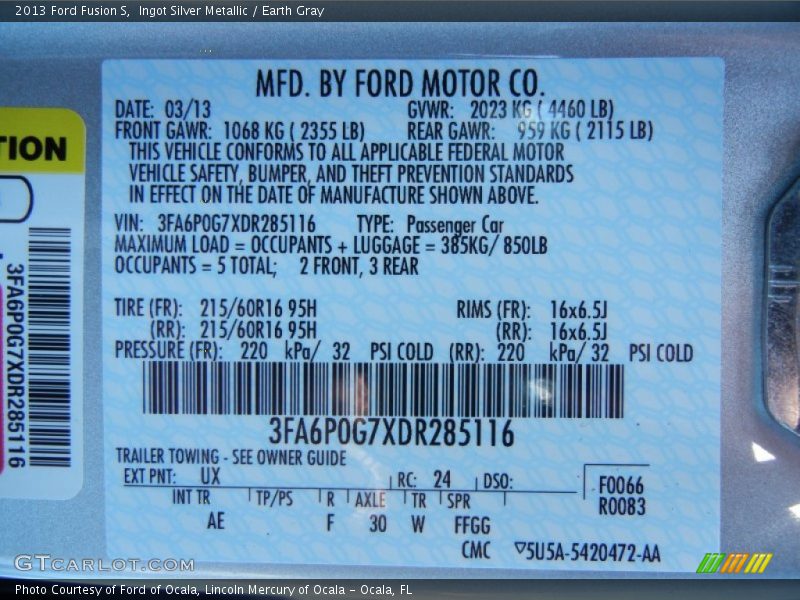 2013 Ford Fusion S,  Ingot Silver Metallic / Earth Gray
MFD. BY FORD MOTOR CO.
DATE: 03/13 GVWR: 2023 KG ( 4460 LB)
FRONT GAWR: 1068 KG ( 2355 LB) REAR GAWR: 959 KG ( 2115 LB)
THIS VEHICLE CONFORMS TO ALL APPLICABLE FEDERAL MOTOR
VEHICLE SAFETY, BUMPER, AND THEFT PREVENTION STANDARDS
IN EFFECT ON THE DATE OF MANUFACTURE SHOWN ABOVE.
VIN: 3FA6P0G7XDR285116 TYPE: Passenger Car
MAXIMUM LOAD = OCCUPANTS + LUGGAGE = 385KG/ 850LB
OCCUPANTS = 5 TOTAL; 2 FRONT, 3 REAR
TIRE (FR): 215/60R16 95H RIMS (FR): 16x6.5J
(RR): 215/60R16 95H (RR): 16x6.5J
PRESSURE (FR): 220 kPa/ 32 PSI COLD (RR): 220 kPa/ 32 PSI COLD
3FA6P0G7XDR285116
TRAILER TOWING - SEE OWNER GUIDE
EXT PNT: UX RC: 24 DSO: F0066
INT TR TP/PS R AXLE TR SPR R0083
AE F 30 W FFGG
CMC 5U5A-5420472-AA
TION
3FA6P0G7XDR285116
GTCARLOT.COM
Photo Courtesy of Ford of Ocala, Lincoln Mercury of Ocala – Ocala, FL